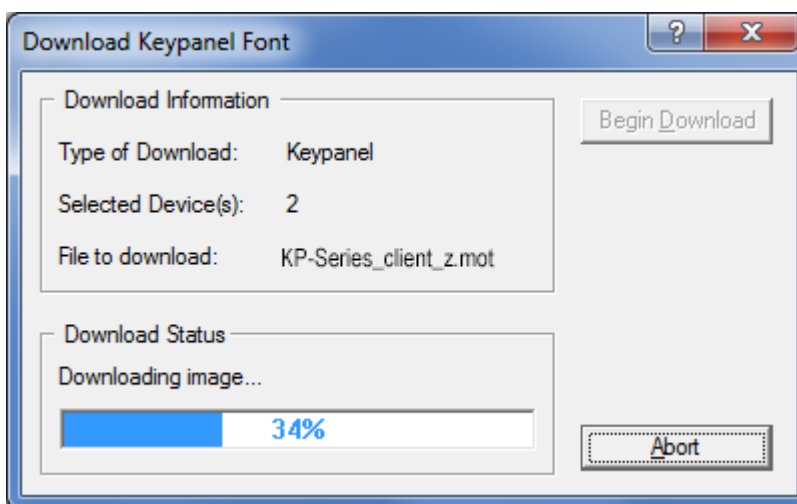 Download Keypanel Font
Download Information
Begin Download
Type of Download: Keypanel
Selected Device(s): 2
File to download: KP-Series_client_z.mot
Download Status
Downloading image...
34%
Abort